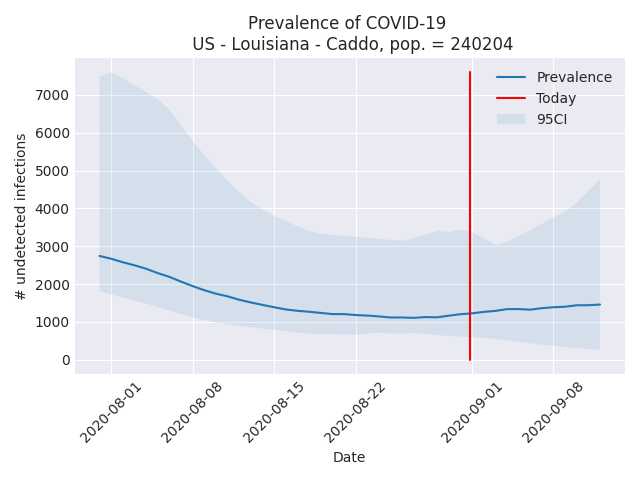 Prevalence of COVID-19
US - Louisiana - Caddo, pop. = 240204
Prevalence
Today
95CI
# undetected infections
7000
6000
5000
4000
3000
2000
1000
0
2020-08-01
2020-08-08
2020-08-15
2020-08-22
2020-09-01
2020-09-08
Date